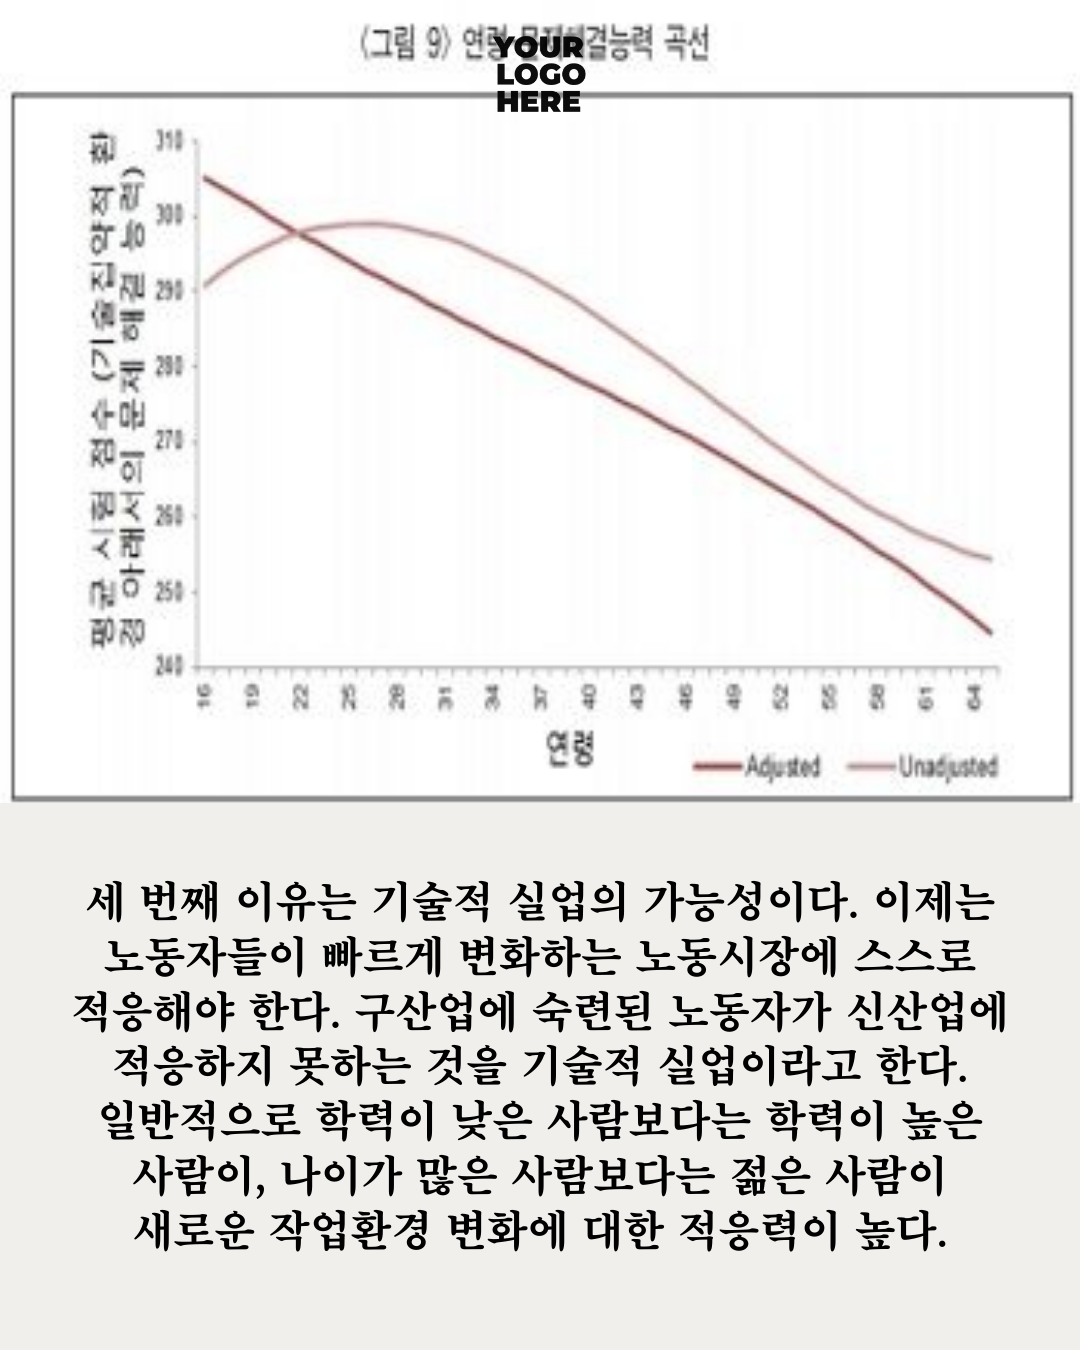 〈그림 9〉 연령 문제해결능력 곡선
YOUR
LOGO
HERE
평균 시험 점수 (기술집약적 환
경 아래서의 문제 해결 능력)
310
300
290
280
270
260
250
240
16 19 22 25 28 31 34 37 40 43 46 49 52 55 58 61 64
연령
Adjusted Unadjusted
세 번째 이유는 기술적 실업의 가능성이다. 이제는
노동자들이 빠르게 변화하는 노동시장에 스스로
적응해야 한다. 구산업에 숙련된 노동자가 신산업에
적응하지 못하는 것을 기술적 실업이라고 한다.
일반적으로 학력이 낮은 사람보다는 학력이 높은
사람이, 나이가 많은 사람보다는 젊은 사람이
새로운 작업환경 변화에 대한 적응력이 높다.